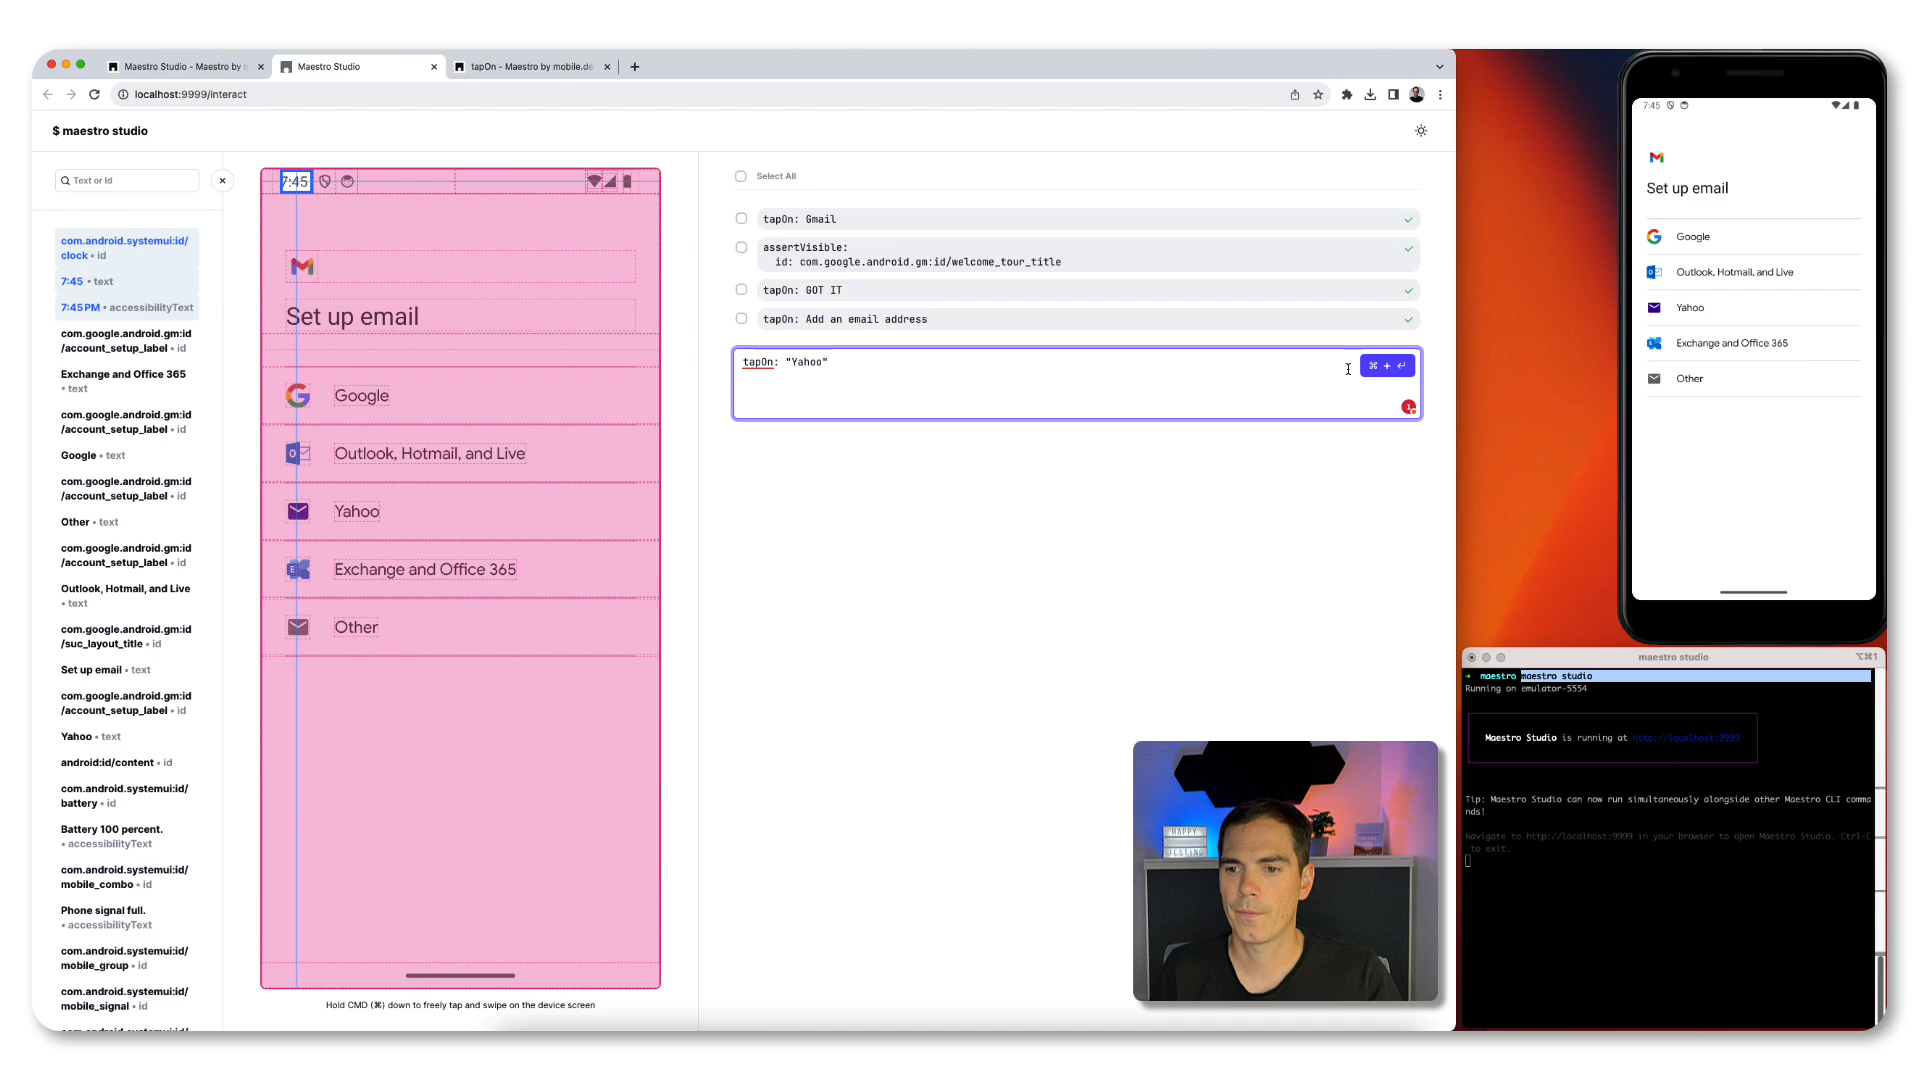 Maestro Studio - Maestro by
Maestro Studio
tapOn - Maestro by mobile.de
localhost:9999/interact
$ maestro studio
Text or Id
com.android.systemui:id/
clock • id
7:45 • text
7:45 PM • accessibilityText
com.google.android.gm:id
/account_setup_label • id
Exchange and Office 365
• text
com.google.android.gm:id
/account_setup_label • id
Google • text
com.google.android.gm:id
/account_setup_label • id
Other • text
com.google.android.gm:id
/account_setup_label • id
Outlook, Hotmail, and Live
• text
com.google.android.gm:id
/suc_layout_title • id
Set up email • text
com.google.android.gm:id
/account_setup_label • id
Yahoo • text
android:id/content • id
com.android.systemui:id/
battery • id
Battery 100 percent.
• accessibilityText
com.android.systemui:id/
mobile_combo • id
Phone signal full.
• accessibilityText
com.android.systemui:id/
mobile_group • id
com.android.systemui:id/
mobile_signal • id
7:45
Set up email
Google
Outlook, Hotmail, and Live
Yahoo
Exchange and Office 365
Other
Hold CMD (⌘) down to freely tap and swipe on the device screen
Select All
tapOn: Gmail
assertVisible:
id: com.google.android.gm:id/welcome_tour_title
tapOn: GOT IT
tapOn: Add an email address
tapOn: "Yahoo"
⌘ + ↵
HAPPY
TESTING
7:45
Set up email
Google
Outlook, Hotmail, and Live
Yahoo
Exchange and Office 365
Other
maestro studio
⌥⌘1
➜ maestro maestro studio
Running on emulator-5554
Maestro Studio is running at http://localhost:9999
Tip: Maestro Studio can now run simultaneously alongside other Maestro CLI comma
nds!
Navigate to http://localhost:9999 in your browser to open Maestro Studio. Ctrl-C
to exit.